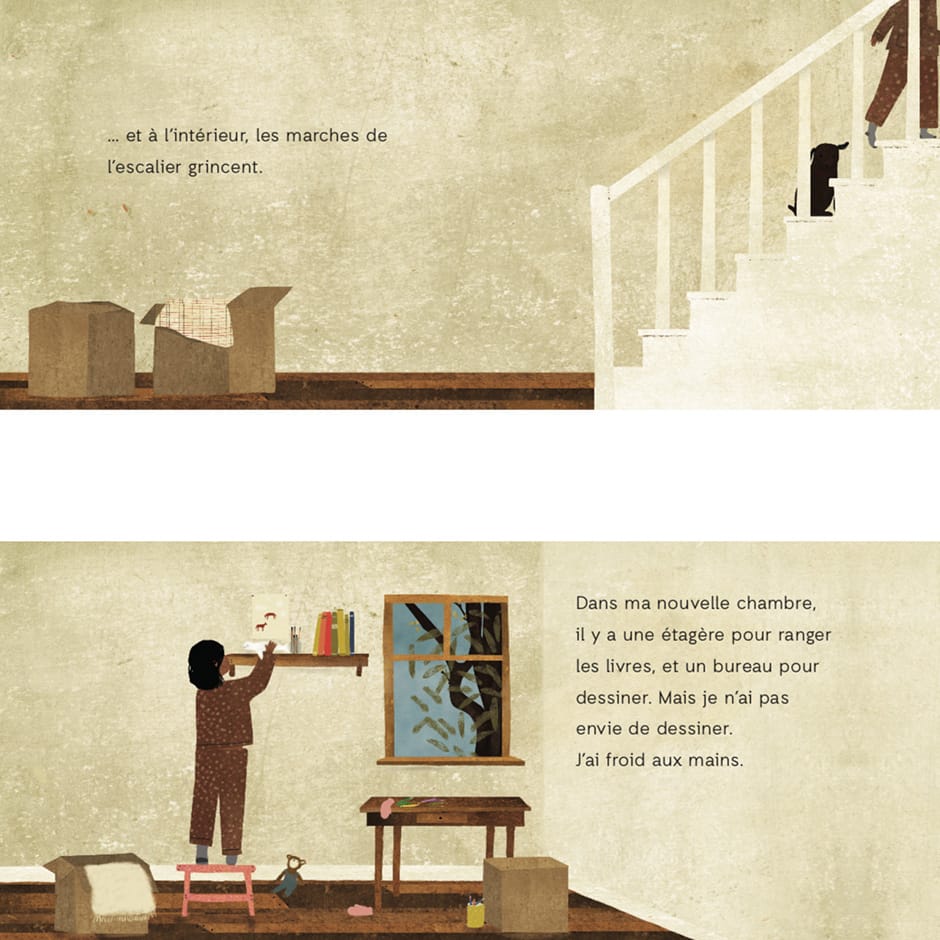 ... et à l'intérieur, les marches de
l'escalier grincent.
Dans ma nouvelle chambre,
il y a une étagère pour ranger
les livres, et un bureau pour
dessiner. Mais je n'ai pas
envie de dessiner.
J'ai froid aux mains.